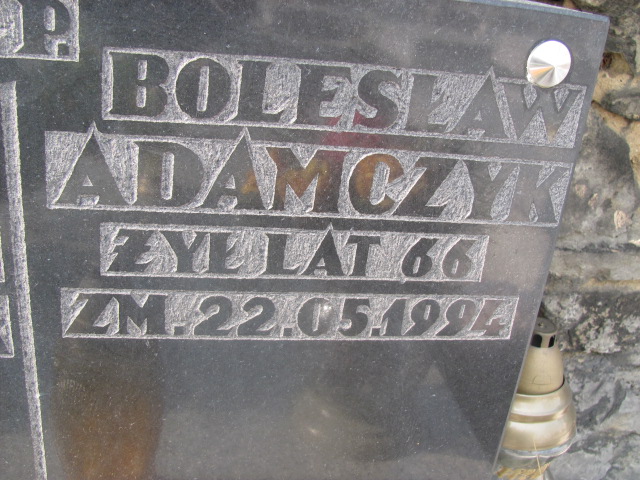 P.
BOLESŁAW
ADAMCZYK
ŻYŁ LAT 66
ZM. 22.05.1994